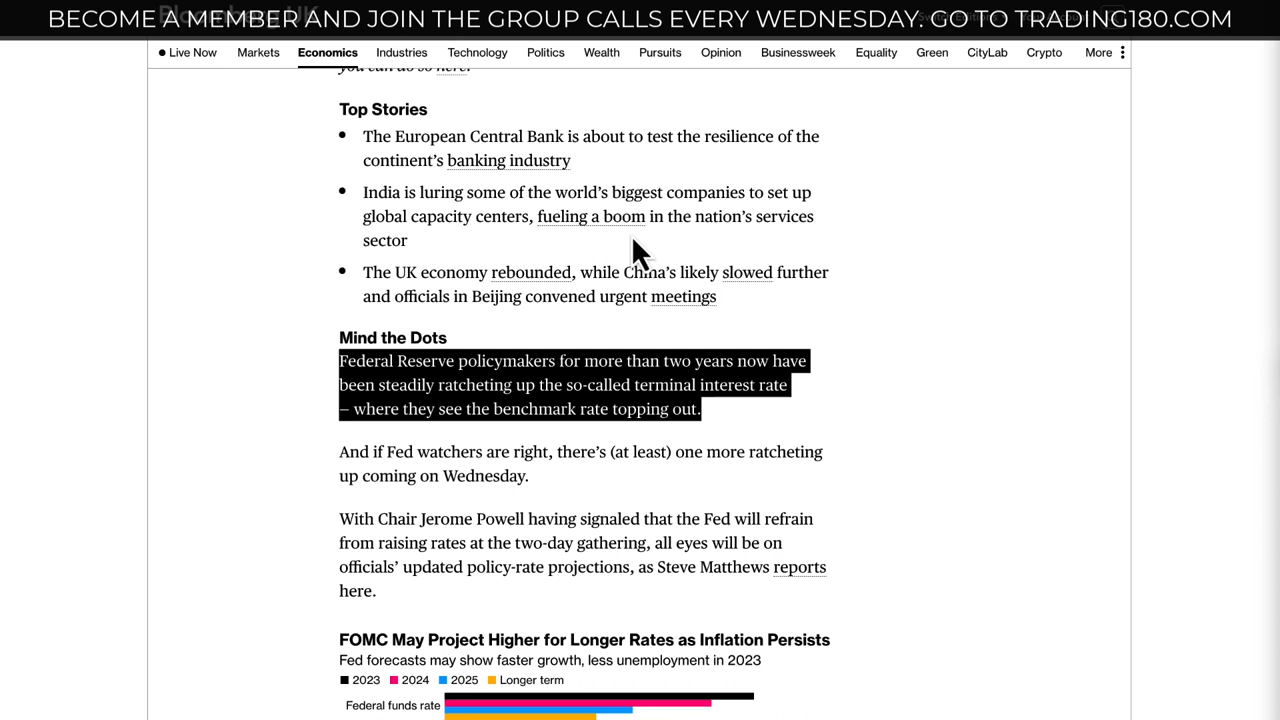 BECOME A MEMBER AND JOIN THE GROUP CALLS EVERY WEDNESDAY. GO TO TRADING180.COM
Live Now Markets Economics Industries Technology Politics Wealth Pursuits Opinion Businessweek Equality Green CityLab Crypto More
you can do so here.
Top Stories
The European Central Bank is about to test the resilience of the
continent's banking industry
India is luring some of the world's biggest companies to set up
global capacity centers, fueling a boom in the nation's services
sector
The UK economy rebounded, while China's likely slowed further
and officials in Beijing convened urgent meetings
Mind the Dots
Federal Reserve policymakers for more than two years now have
been steadily ratcheting up the so-called terminal interest rate
— where they see the benchmark rate topping out.
And if Fed watchers are right, there's (at least) one more ratcheting
up coming on Wednesday.
With Chair Jerome Powell having signaled that the Fed will refrain
from raising rates at the two-day gathering, all eyes will be on
officials' updated policy-rate projections, as Steve Matthews reports
here.
FOMC May Project Higher for Longer Rates as Inflation Persists
Fed forecasts may show faster growth, less unemployment in 2023
2023 2024 2025 Longer term
Federal funds rate